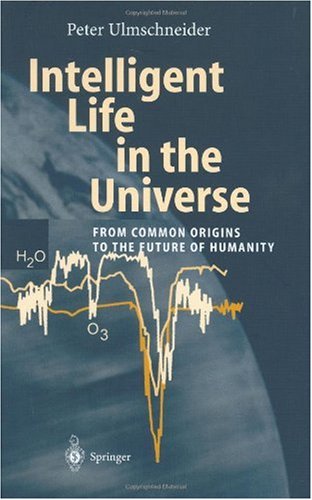 Peter Ulmschneider
Intelligent
Life
in the
Universe
FROM COMMON ORIGINS
TO THE FUTURE OF HUMANITY
H₂O
O₃
Springer